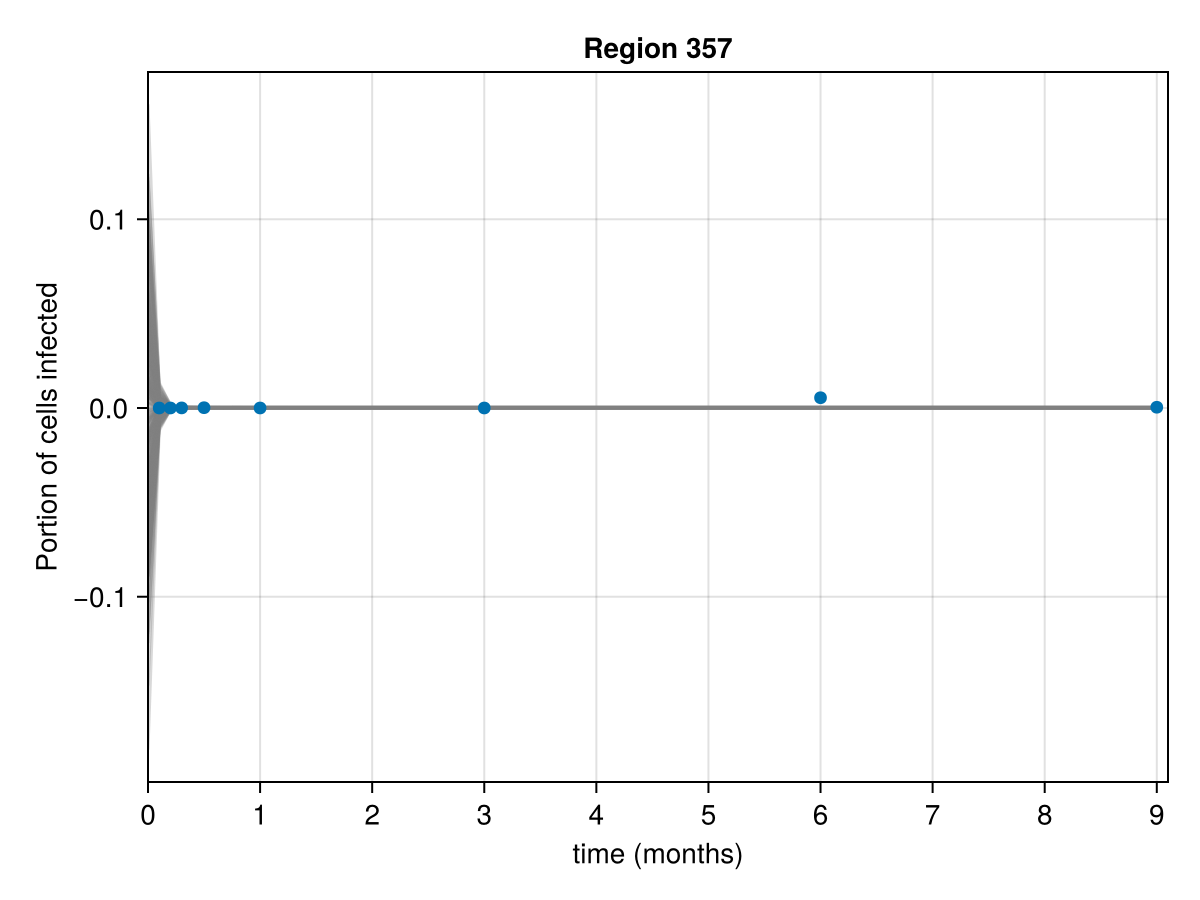 Region 357
Portion of cells infected
0.1
0.0
−0.1
0 1 2 3 4 5 6 7 8 9
time (months)